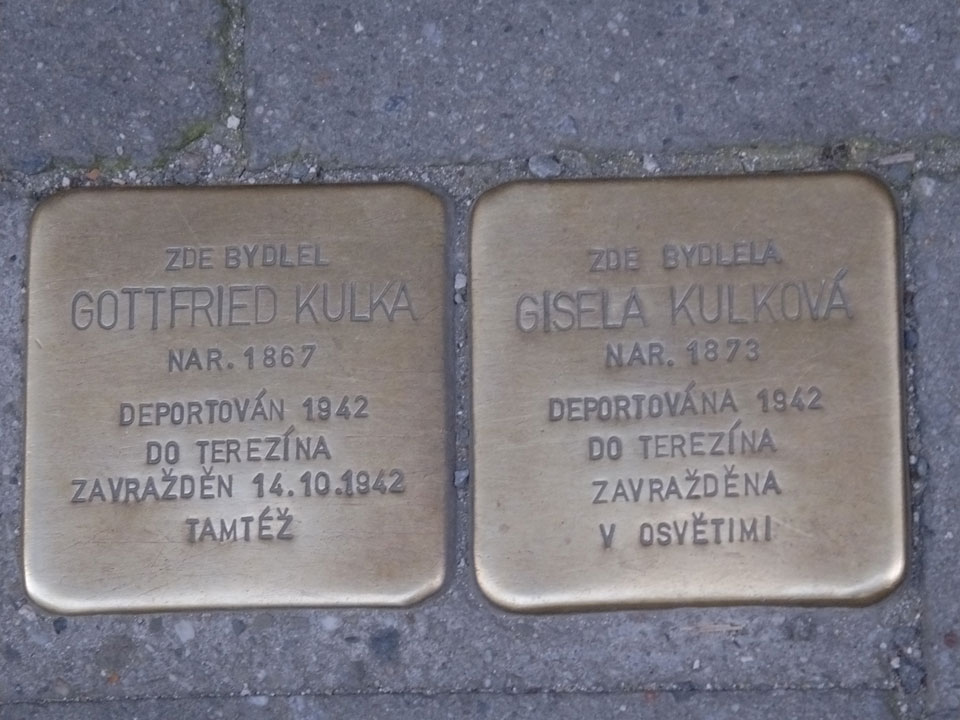 ZDE BYDLEL
GOTTFRIED KULKA
NAR. 1867
DEPORTOVÁN 1942
DO TEREZÍNA
ZAVRAŽDĚN 14.10.1942
TAMTÉŽ
ZDE BYDLELA
GISELA KULKOVÁ
NAR. 1873
DEPORTOVÁNA 1942
DO TEREZÍNA
ZAVRAŽDĚNA
V OSVĚTIMI